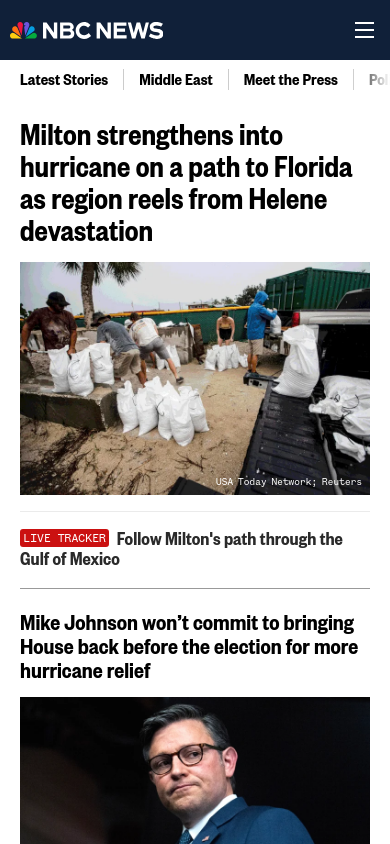 NBC NEWS
Latest Stories
Middle East
Meet the Press
Milton strengthens into
hurricane on a path to Florida
as region reels from Helene
devastation
USA Today Network; Reuters
LIVE TRACKER Follow Milton's path through the
Gulf of Mexico
Mike Johnson won’t commit to bringing
House back before the election for more
hurricane relief